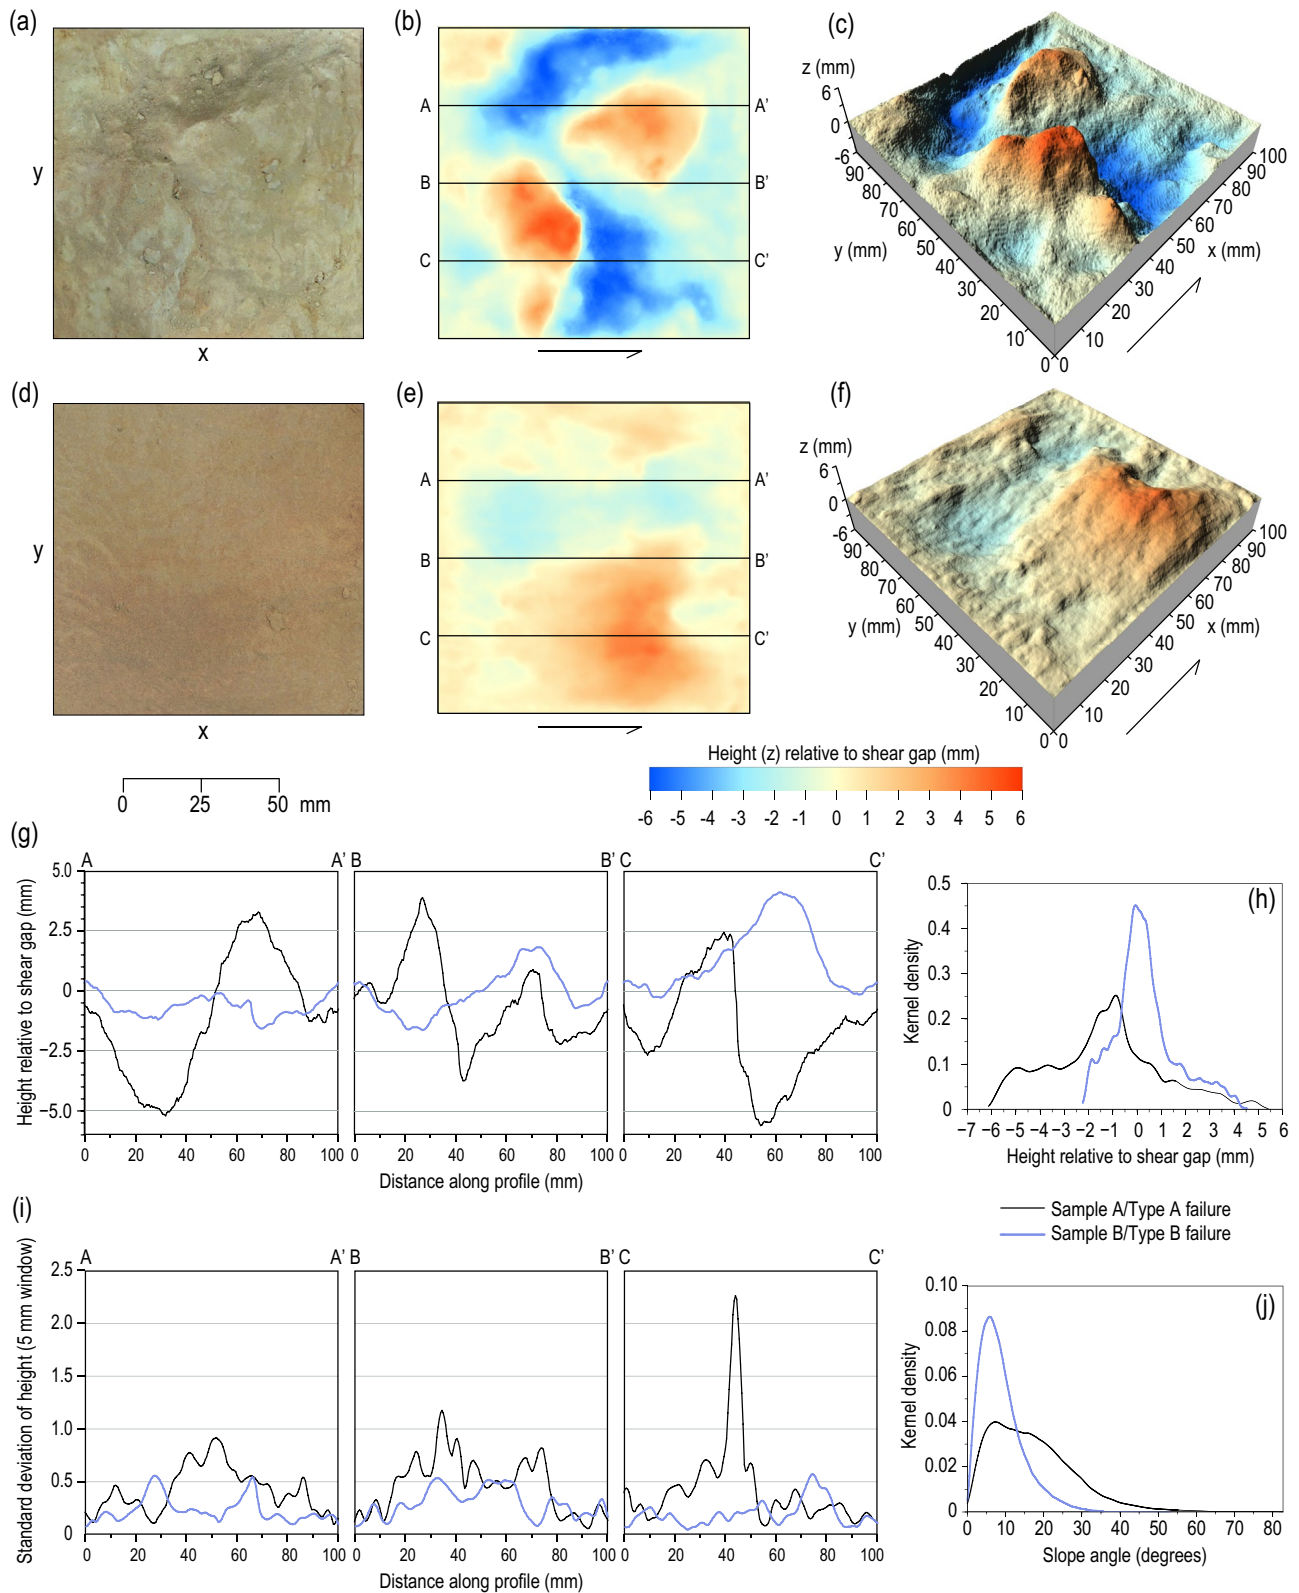 (a)
y
x
(b)
A A'
B B'
C C'
(c)
z (mm)
6
0
-6
90
80
70
60
50
40
30
20
10
0
y (mm)
0
10
20
30
40
50
60
70
80
90
100
x (mm)
(d)
y
x
(e)
A A'
B B'
C C'
(f)
z (mm)
6
0
-6
90
80
70
60
50
40
30
20
10
0
y (mm)
0
10
20
30
40
50
60
70
80
90
100
x (mm)
0 25 50 mm
Height (z) relative to shear gap (mm)
-6 -5 -4 -3 -2 -1 0 1 2 3 4 5 6
(g)
A A' B B' C C'
Height relative to shear gap (mm)
5.0
2.5
0
−2.5
−5.0
0 20 40 60 80 100 0 20 40 60 80 100 0 20 40 60 80 100
Distance along profile (mm)
(h)
Kernel density
0.5
0.4
0.3
0.2
0.1
0
−7 −6 −5 −4 −3 −2 −1 0 1 2 3 4 5 6
Height relative to shear gap (mm)
Sample A/Type A failure
Sample B/Type B failure
(i)
A A' B B' C C'
Standard deviation of height (5 mm window)
2.5
2.0
1.5
1.0
0.5
0
0 20 40 60 80 100 0 20 40 60 80 100 0 20 40 60 80 100
Distance along profile (mm)
(j)
Kernel density
0.10
0.08
0.06
0.04
0.02
0
0 10 20 30 40 50 60 70 80
Slope angle (degrees)